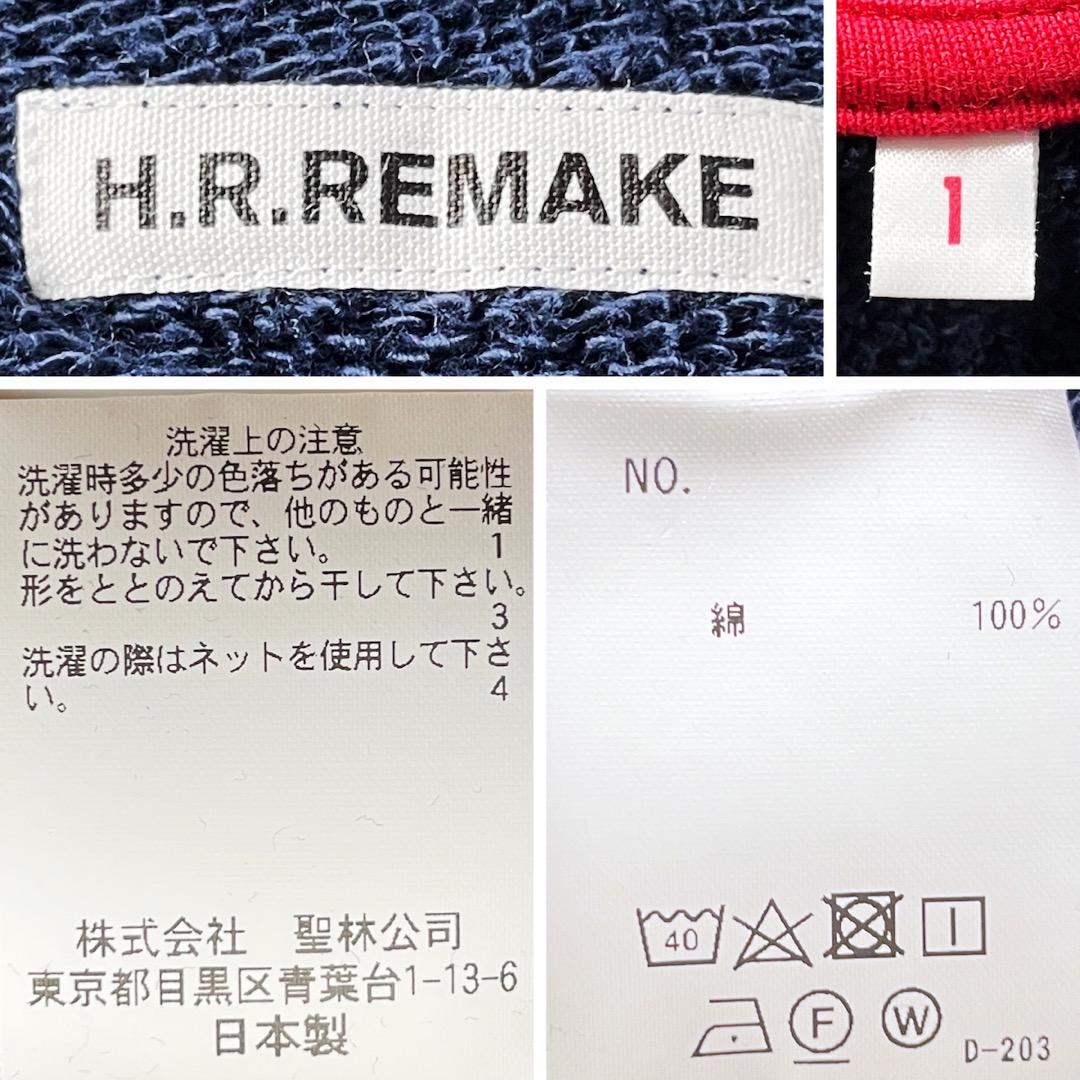 H.R.REMAKE
1
洗濯上の注意
洗濯時多少の色落ちがある可能性
がありますので、他のものと一緒
に洗わないで下さい。 1
形をととのえてから干して下さい。
3
洗濯の際はネットを使用して下さ
い。 4
株式会社 聖林公司
東京都目黒区青葉台1-13-6
日本製
NO.
綿 100%
40
F W D-203